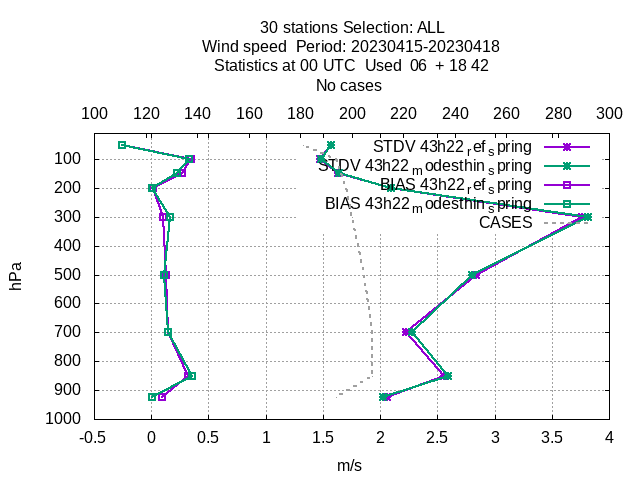 30 stations Selection: ALL
Wind speed  Period: 20230415-20230418
Statistics at 00 UTC  Used  06  + 18 42
No cases
100 120 140 160 180 200 220 240 260 280 300
STDV 43h22_ref_spring
STDV 43h22_modesthin_spring
BIAS 43h22_ref_spring
BIAS 43h22_modesthin_spring
CASES
100
200
300
400
500
600
700
800
900
1000
hPa
-0.5 0 0.5 1 1.5 2 2.5 3 3.5 4
m/s